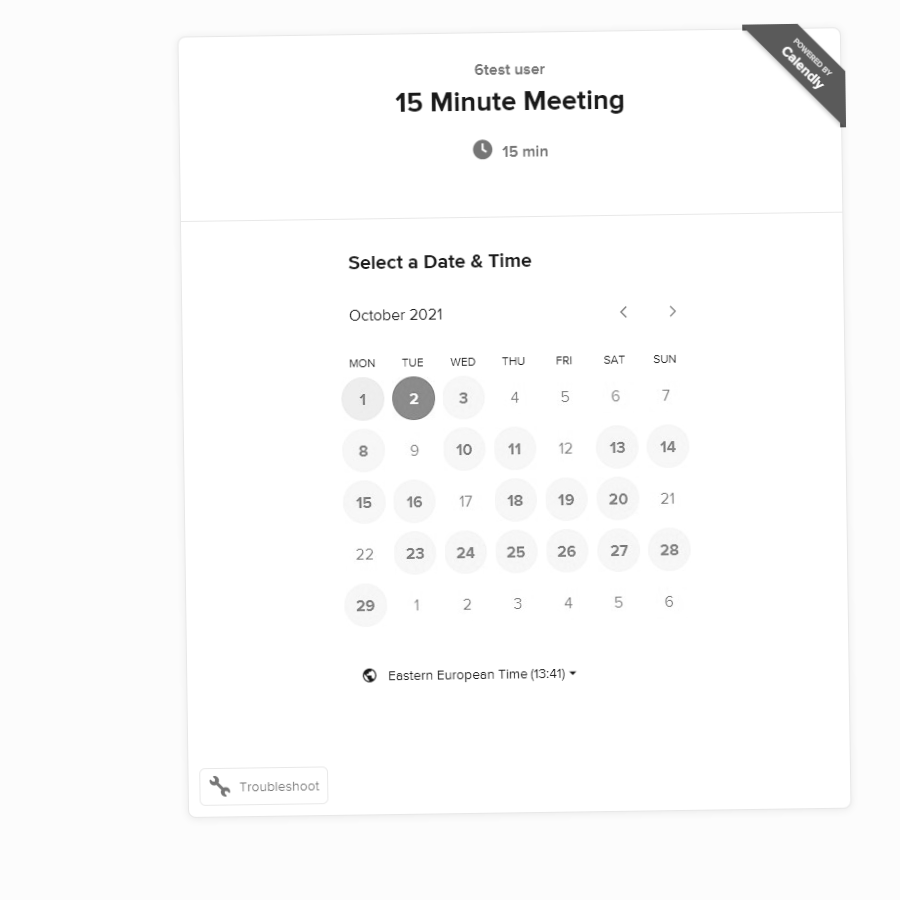 POWERED BY
Calendly
6test user
15 Minute Meeting
15 min
Select a Date & Time
October 2021
MON TUE WED THU FRI SAT SUN
1 2 3 4 5 6 7
8 9 10 11 12 13 14
15 16 17 18 19 20 21
22 23 24 25 26 27 28
29 1 2 3 4 5 6
Eastern European Time (13:41)
Troubleshoot